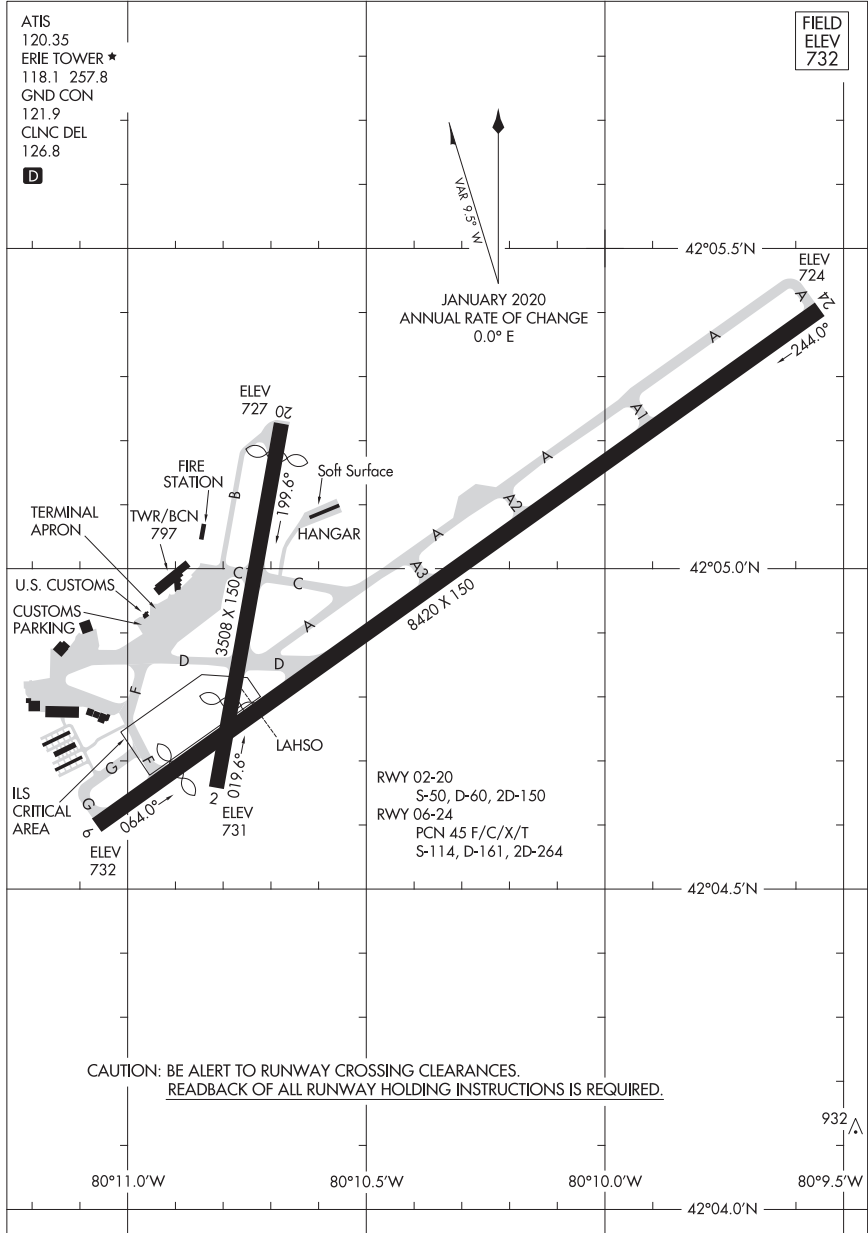 ATIS
120.35
ERIE TOWER ★
118.1 257.8
GND CON
121.9
CLNC DEL
126.8
D
FIELD
ELEV
732
VAR 9.5° W
JANUARY 2020
ANNUAL RATE OF CHANGE
0.0° E
42°05.5'N
ELEV
724
A
24
244.0°
A
A1
A
A2
A
A3
8420 X 150
ELEV
727
20
199.6°
Soft Surface
HANGAR
FIRE
STATION
B
TERMINAL
APRON
TWR/BCN
797
42°05.0'N
U.S. CUSTOMS
CUSTOMS
PARKING
C
C
3508 X 150
A
D
D
F
F
LAHSO
G
G
ILS
CRITICAL
AREA
6
064.0°
2
019.6°
ELEV
731
ELEV
732
RWY 02-20
S-50, D-60, 2D-150
RWY 06-24
PCN 45 F/C/X/T
S-114, D-161, 2D-264
42°04.5'N
CAUTION: BE ALERT TO RUNWAY CROSSING CLEARANCES.
READBACK OF ALL RUNWAY HOLDING INSTRUCTIONS IS REQUIRED.
932
80°11.0'W
80°10.5'W
80°10.0'W
80°9.5'W
42°04.0'N